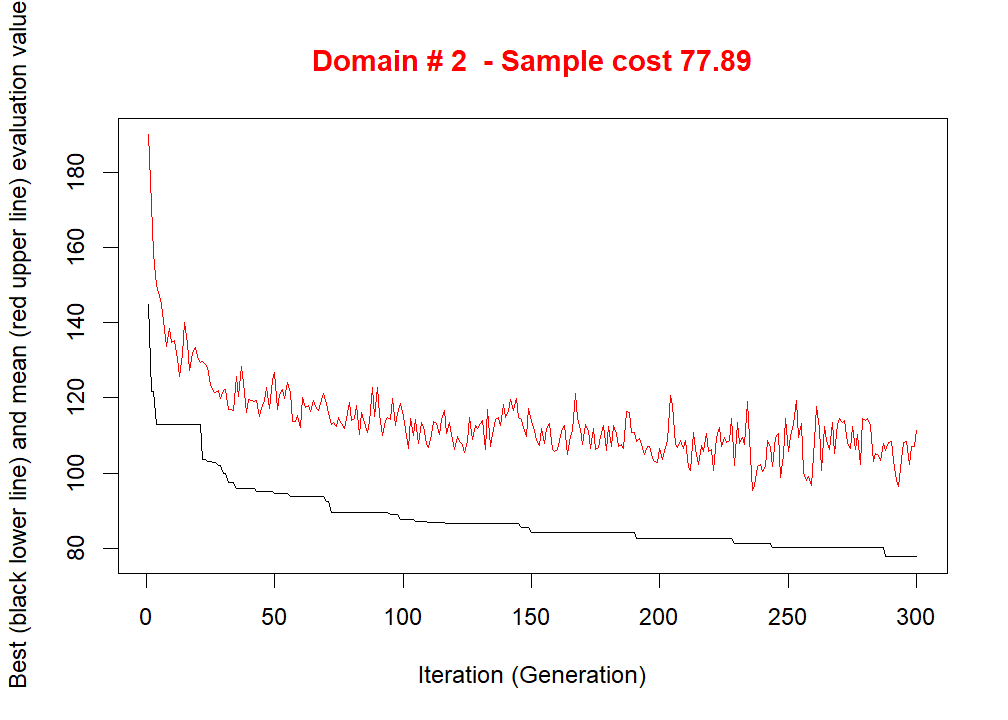 Domain # 2  - Sample cost 77.89
Best (black lower line) and mean (red upper line) evaluation value
180
160
140
120
100
80
0 50 100 150 200 250 300
Iteration (Generation)